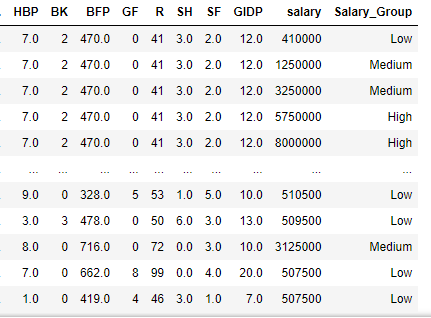 HBP BK BFP GF R SH SF GIDP salary Salary_Group
7.0 2 470.0 0 41 3.0 2.0 12.0 410000 Low
7.0 2 470.0 0 41 3.0 2.0 12.0 1250000 Medium
7.0 2 470.0 0 41 3.0 2.0 12.0 3250000 Medium
7.0 2 470.0 0 41 3.0 2.0 12.0 5750000 High
7.0 2 470.0 0 41 3.0 2.0 12.0 8000000 High
... ... ... ... ... ... ... ... ... ...
9.0 0 328.0 5 53 1.0 5.0 10.0 510500 Low
3.0 3 478.0 0 50 6.0 3.0 13.0 509500 Low
8.0 0 716.0 0 72 0.0 3.0 10.0 3125000 Medium
7.0 0 662.0 8 99 0.0 4.0 20.0 507500 Low
1.0 0 419.0 4 46 3.0 1.0 7.0 507500 Low